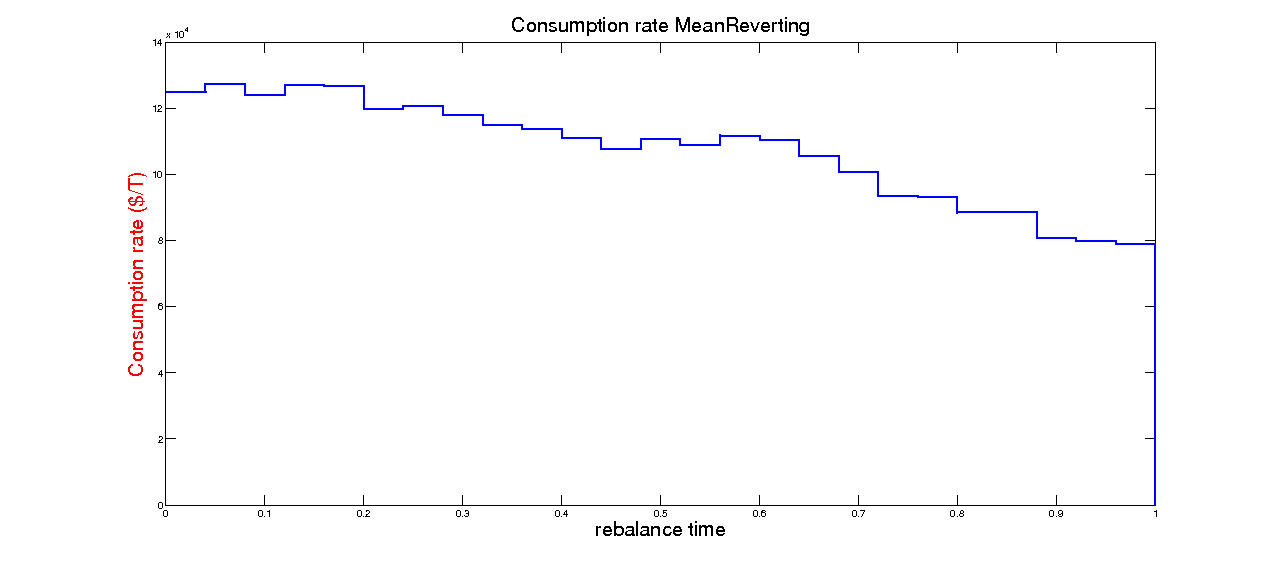 Consumption rate MeanReverting
x 10⁴
14
12
10
8
6
4
2
0
Consumption rate ($/T)
0 0.1 0.2 0.3 0.4 0.5 0.6 0.7 0.8 0.9 1
rebalance time